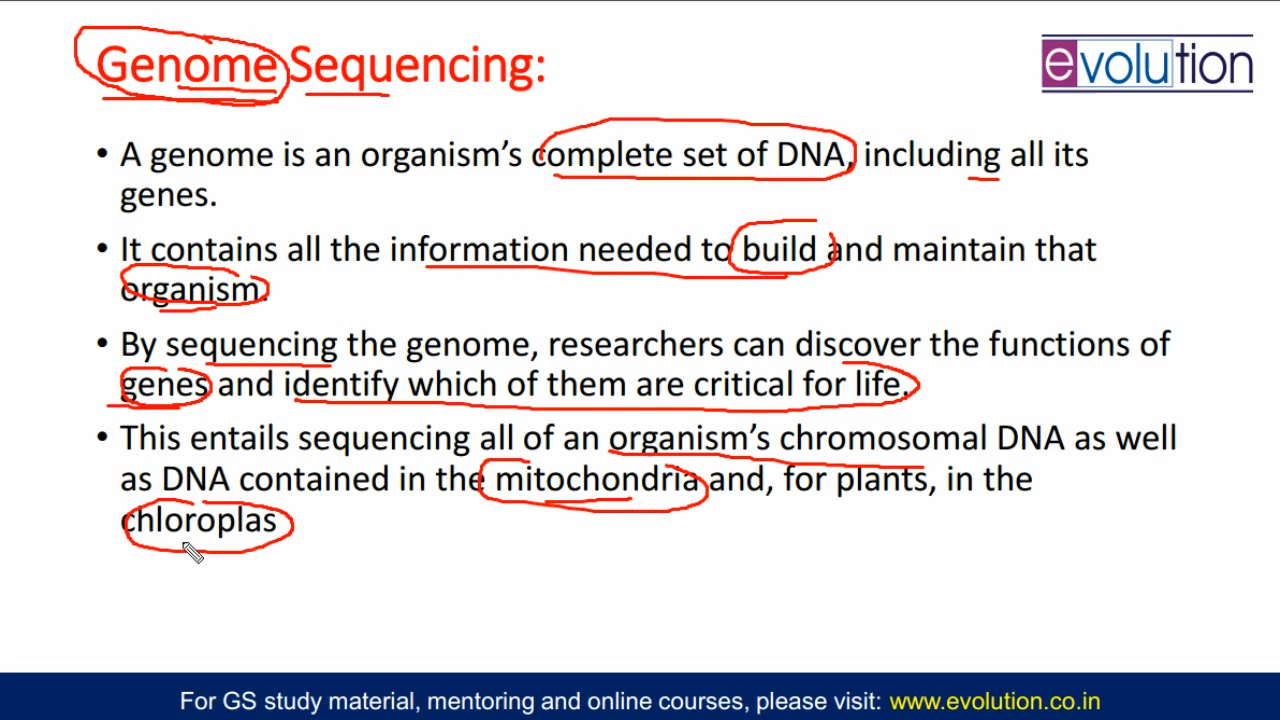 Genome Sequencing:
evolution
• A genome is an organism’s complete set of DNA, including all its
genes.
• It contains all the information needed to build and maintain that
organism.
• By sequencing the genome, researchers can discover the functions of
genes and identify which of them are critical for life.
• This entails sequencing all of an organism’s chromosomal DNA as well
as DNA contained in the mitochondria and, for plants, in the
chloroplas
For GS study material, mentoring and online courses, please visit: www.evolution.co.in